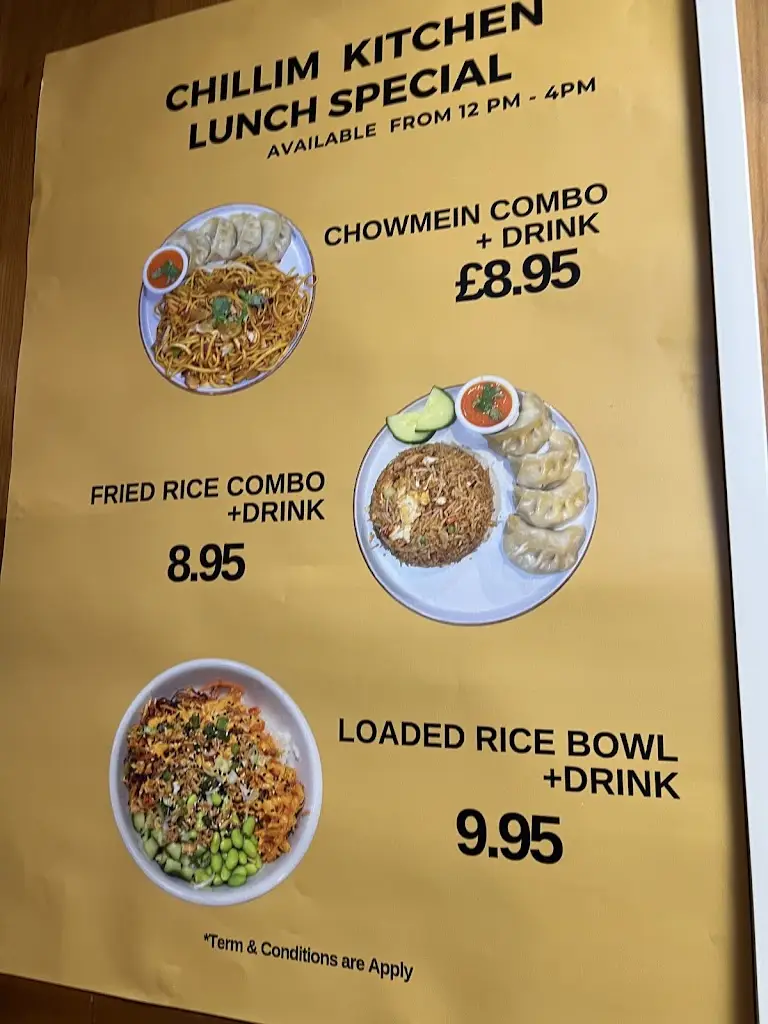 CHILLIM KITCHEN
LUNCH SPECIAL
AVAILABLE FROM 12 PM - 4PM
CHOWMEIN COMBO
+ DRINK
£8.95
FRIED RICE COMBO
+DRINK
8.95
LOADED RICE BOWL
+DRINK
9.95
*Term & Conditions are Apply